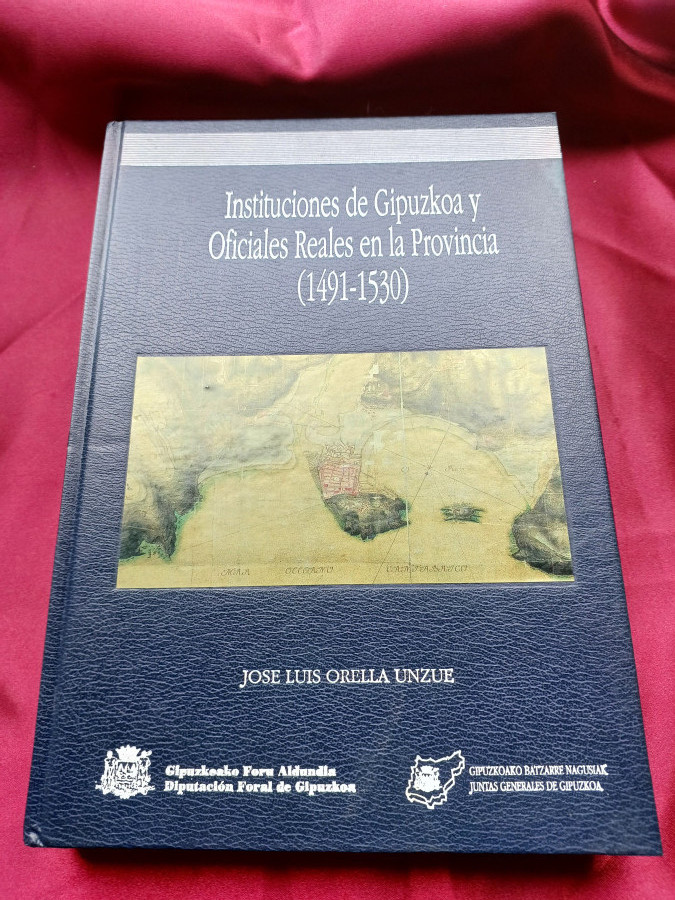 Instituciones de Gipuzkoa y
Oficiales Reales en la Provincia
(1491-1530)
JOSE LUIS ORELLA UNZUE
Gipuzkoako Foru Aldundia
Diputación Foral de Gipuzkoa
GIPUZKOAKO BATZARRE NAGUSIAK
JUNTAS GENERALES DE GIPUZKOA